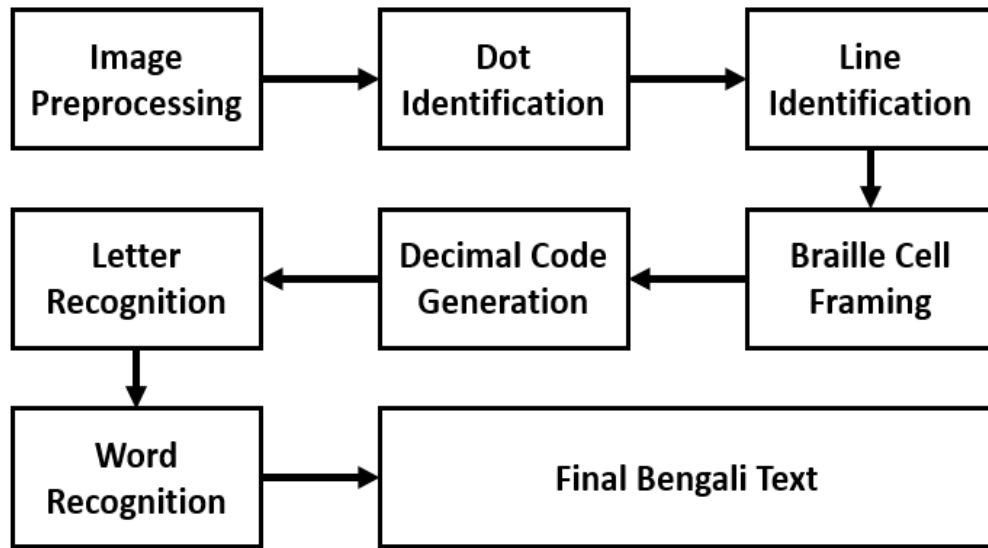 Image
Preprocessing
Dot
Identification
Line
Identification
Braille Cell
Framing
Decimal Code
Generation
Letter
Recognition
Word
Recognition
Final Bengali Text